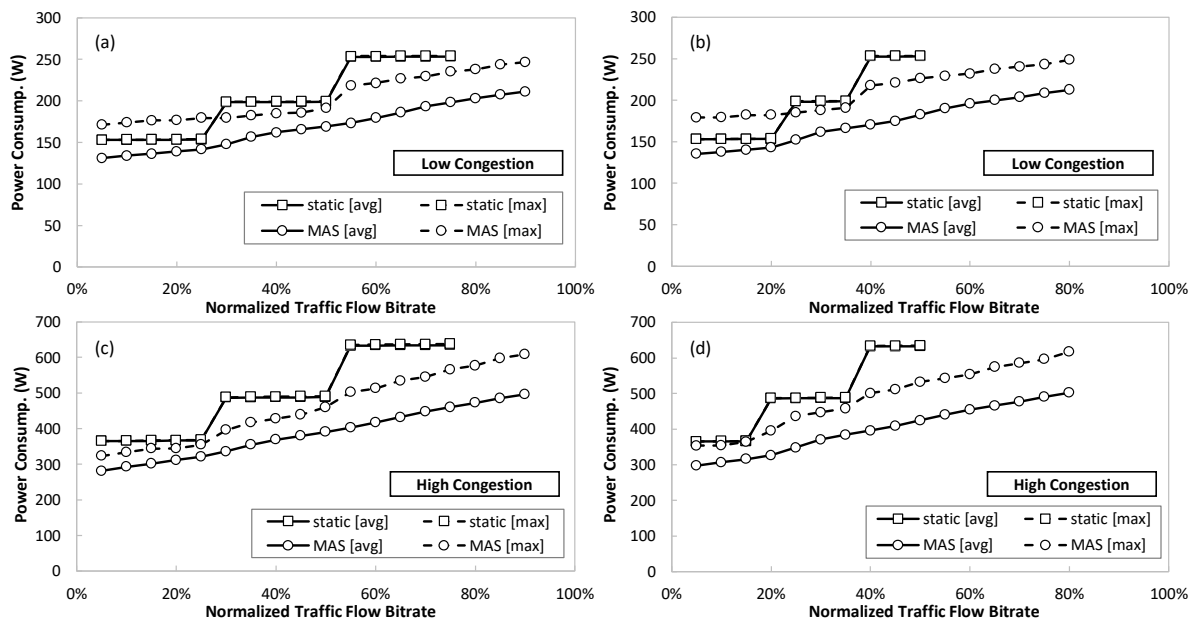 (a)
Power Consump. (W)
300
250
200
150
100
50
0
Low Congestion
static [avg] static [max]
MAS [avg] MAS [max]
0% 20% 40% 60% 80% 100%
Normalized Traffic Flow Bitrate
(b)
Power Consump. (W)
300
250
200
150
100
50
0
Low Congestion
static [avg] static [max]
MAS [avg] MAS [max]
0% 20% 40% 60% 80% 100%
Normalized Traffic Flow Bitrate
(c)
Power Consump. (W)
700
600
500
400
300
200
100
0
High Congestion
static [avg] static [max]
MAS [avg] MAS [max]
0% 20% 40% 60% 80% 100%
Normalized Traffic Flow Bitrate
(d)
Power Consump. (W)
700
600
500
400
300
200
100
0
High Congestion
static [avg] static [max]
MAS [avg] MAS [max]
0% 20% 40% 60% 80% 100%
Normalized Traffic Flow Bitrate